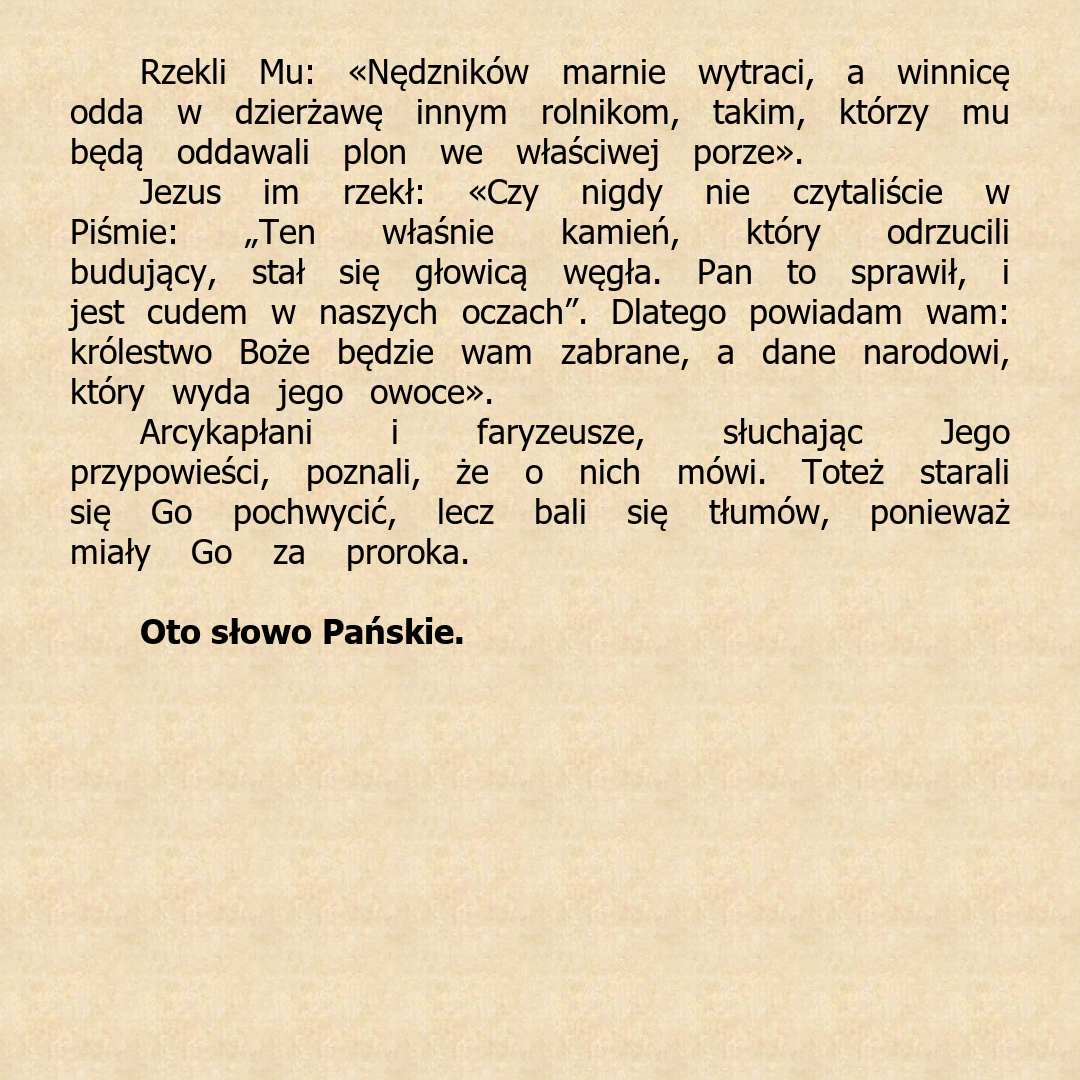 Rzekli Mu: «Nędzników marnie wytraci, a winnicę
odda w dzierżawę innym rolnikom, takim, którzy mu
będą oddawali plon we właściwej porze».
Jezus im rzekł: «Czy nigdy nie czytaliście w
Piśmie: „Ten właśnie kamień, który odrzucili
budujący, stał się głowicą węgła. Pan to sprawił, i
jest cudem w naszych oczach”. Dlatego powiadam wam:
królestwo Boże będzie wam zabrane, a dane narodowi,
który wyda jego owoce».
Arcykapłani i faryzeusze, słuchając Jego
przypowieści, poznali, że o nich mówi. Toteż starali
się Go pochwycić, lecz bali się tłumów, ponieważ
miały Go za proroka.
Oto słowo Pańskie.